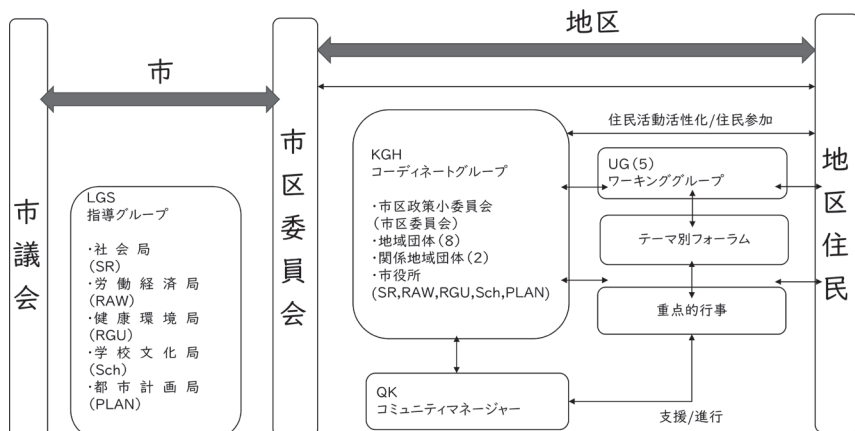 地区
市
市議会
市区委員会
地区住民
LGS
指導グループ
・社会局
(SR)
・労働経済局
(RAW)
・健康環境局
(RGU)
・学校文化局
(Sch)
・都市計画局
(PLAN)
KGH
コーディネートグループ
・市区政策小委員会
(市区委員会)
・地域団体(8)
・関係地域団体(2)
・市役所
(SR,RAW,RGU,Sch,PLAN)
住民活動活性化/住民参加
UG(5)
ワーキンググループ
テーマ別フォーラム
重点的行事
QK
コミュニティマネージャー
支援/進行